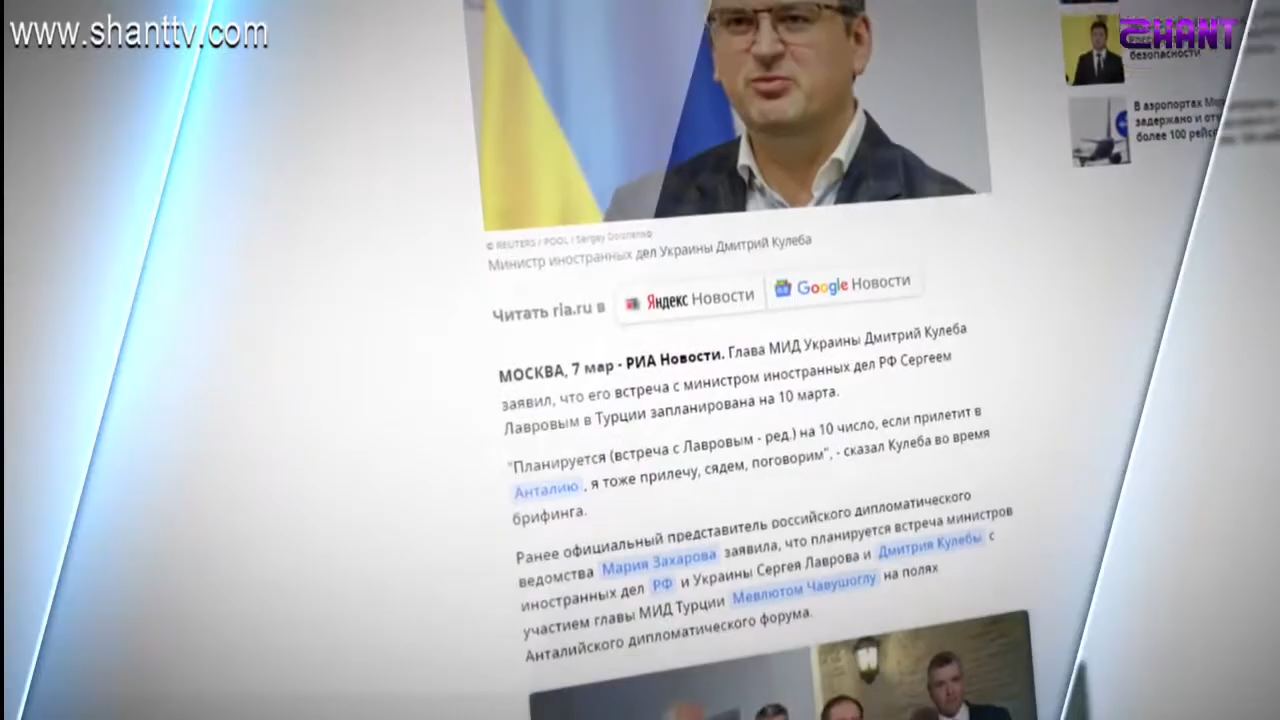 www.shanttv.com
SHANT
безопасности
В аэропортах
задержано и
более 100
© REUTERS / POOL / Sergey
Министр иностранных дел Украины Дмитрий Кулеба
Читать ria.ru в Яндекс Новости Google Новости
МОСКВА, 7 мар - РИА Новости. Глава МИД Украины Дмитрий Кулеба
заявил, что его встреча с министром иностранных дел РФ Сергеем
Лавровым в Турции запланирована на 10 марта.
"Планируется (встреча с Лавровым - ред.) на 10 число, если прилетит в
Анталию , я тоже прилечу, сядем, поговорим", - сказал Кулеба во время
брифинга.
Ранее официальный представитель российского дипломатического
ведомства Мария Захарова заявила, что планируется встреча министров
иностранных дел РФ и Украины Сергея Лаврова и Дмитрия Кулебы с
участием главы МИД Турции Мевлютом Чавушоглу на полях
Анталийского дипломатического форума.